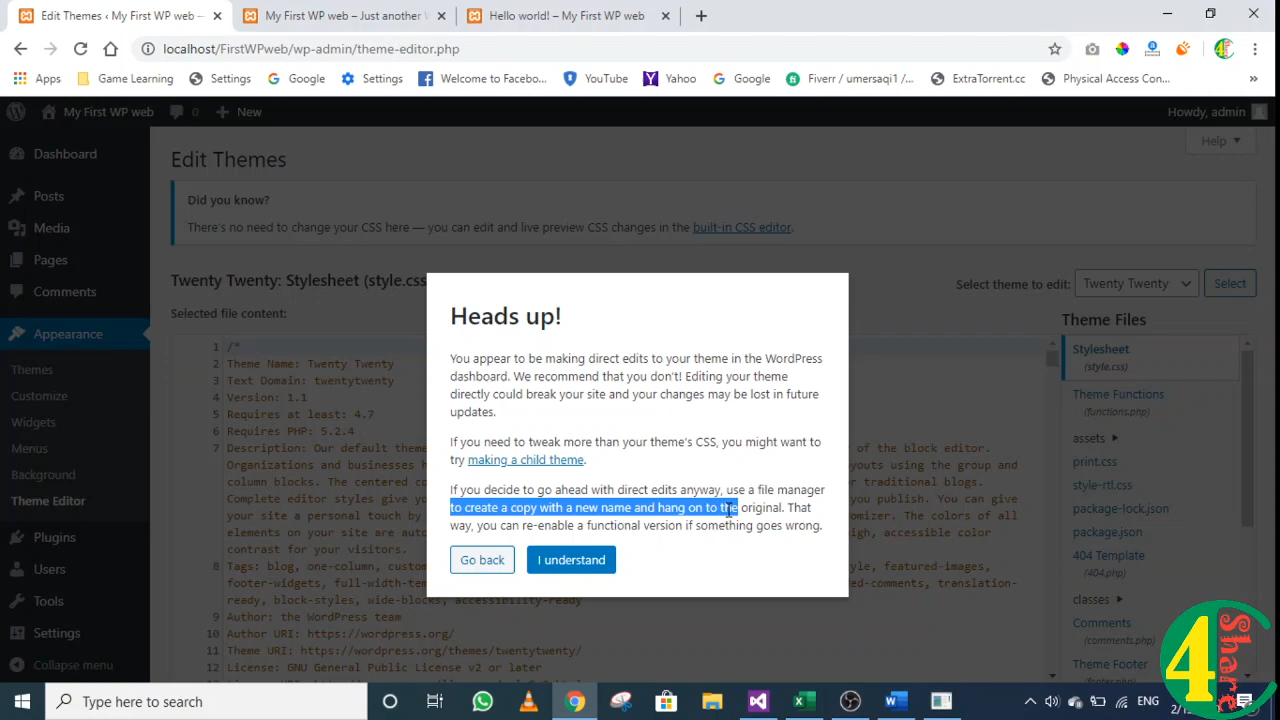 Edit Themes ‹ My First WP web —
My First WP web – Just another W
Hello world! – My First WP web
localhost/FirstWPweb/wp-admin/theme-editor.php
Apps
Game Learning
Settings
Google
Settings
Welcome to Facebo...
YouTube
Yahoo
Google
Fiverr / umersaqi1 /...
ExtraTorrent.cc
Physical Access Con...
»
My First WP web
0
New
Howdy, admin
Dashboard
Posts
Media
Pages
Comments
Appearance
Themes
Customize
Widgets
Menus
Background
Theme Editor
Plugins
Users
Tools
Settings
Collapse menu
Help
Edit Themes
Did you know?
There's no need to change your CSS here — you can edit and live preview CSS changes in the built-in CSS editor.
Twenty Twenty: Stylesheet (style.css
Select theme to edit:
Twenty Twenty
Select
Selected file content:
1 /*
2 Theme Name: Twenty Twenty
3 Text Domain: twentytwenty
4 Version: 1.1
5 Requires at least: 4.7
6 Requires PHP: 5.2.4
7 Description: Our default theme of the block editor.
Organizations and businesses h youts using the group and
column blocks. The centered co r traditional blogs.
Complete editor styles give yo you publish. You can give
your site a personal touch by omizer. The colors of all
elements on your site are auto high, accessible color
contrast for your visitors.
8 Tags: blog, one-column, custom yle, featured-images,
footer-widgets, full-width-tem ed-comments, translation-
ready, block-styles, wide-blocks, accessibility-ready
9 Author: the WordPress team
10 Author URI: https://wordpress.org/
11 Theme URI: https://wordpress.org/themes/twentytwenty/
12 License: GNU General Public License v2 or later
Theme Files
Stylesheet
(style.css)
Theme Functions
(functions.php)
assets
print.css
style-rtl.css
package-lock.json
package.json
404 Template
(404.php)
classes
Comments
(comments.php)
Theme Footer
(footer.php)
Heads up!
You appear to be making direct edits to your theme in the WordPress
dashboard. We recommend that you don't! Editing your theme
directly could break your site and your changes may be lost in future
updates.
If you need to tweak more than your theme's CSS, you might want to
try making a child theme.
If you decide to go ahead with direct edits anyway, use a file manager
to create a copy with a new name and hang on to the original. That
way, you can re-enable a functional version if something goes wrong.
Go back
I understand
4 Share
Type here to search
ENG